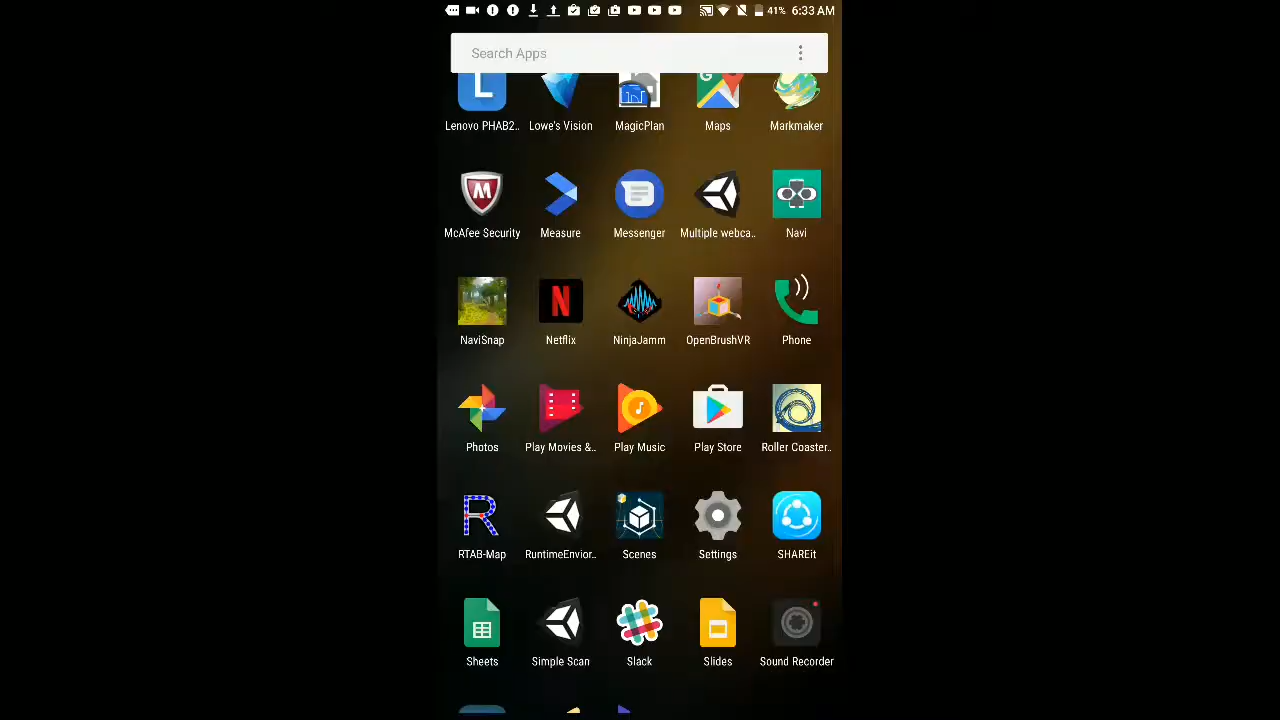 41% 6:33 AM
Search Apps
Lenovo PHAB2.. Lowe's Vision MagicPlan Maps Markmaker
McAfee Security Measure Messenger Multiple webca.. Navi
NaviSnap Netflix NinjaJamm OpenBrushVR Phone
Photos Play Movies &.. Play Music Play Store Roller Coaster..
RTAB-Map RuntimeEnvior.. Scenes Settings SHAREit
Sheets Simple Scan Slack Slides Sound Recorder